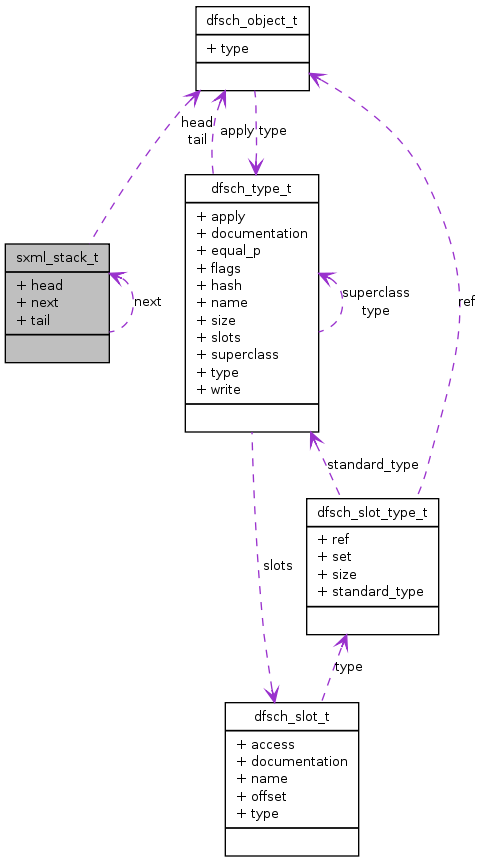 dfsch_object_t
+ type
head
tail
apply
type
dfsch_type_t
+ apply
+ documentation
+ equal_p
+ flags
+ hash
+ name
+ size
+ slots
+ superclass
+ type
+ write
sxml_stack_t
+ head
+ next
+ tail
next
superclass
type
ref
standard_type
dfsch_slot_type_t
+ ref
+ set
+ size
+ standard_type
slots
type
dfsch_slot_t
+ access
+ documentation
+ name
+ offset
+ type